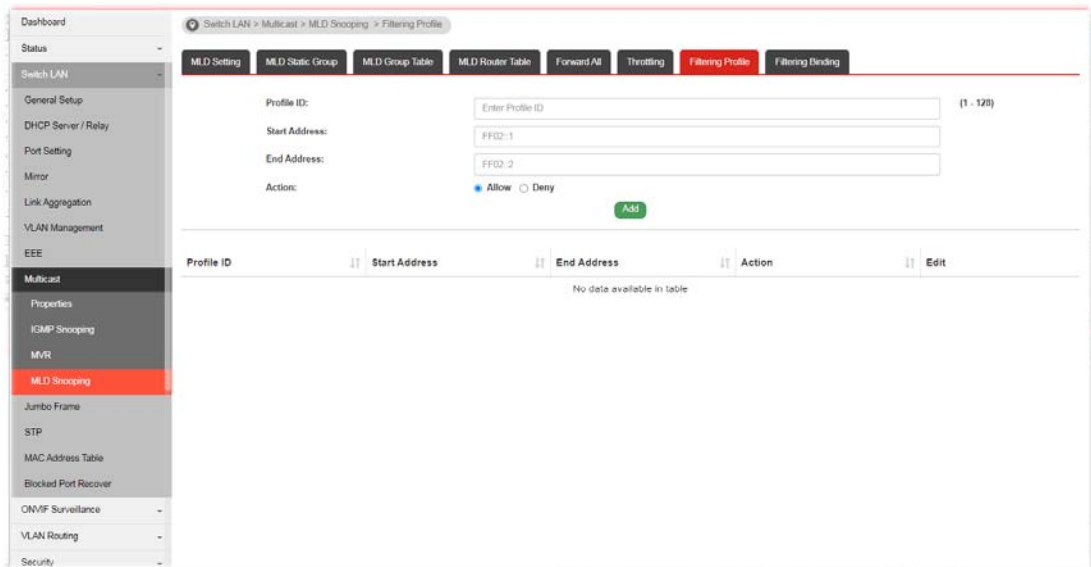 Dashboard
Switch LAN > Multicast > MLD Snooping > Filtering Profile
Status
MLD Setting MLD Static Group MLD Group Table MLD Router Table Forward All Throttling Filtering Profile Filtering Binding
Switch LAN
General Setup
DHCP Server / Relay
Port Setting
Mirror
Link Aggregation
VLAN Management
EEE
Multicast
Properties
IGMP Snooping
MVR
MLD Snooping
Jumbo Frame
STP
MAC Address Table
Blocked Port Recover
ONVIF Surveillance
VLAN Routing
Security
Profile ID: Enter Profile ID (1 - 128)
Start Address: FF02::1
End Address: FF02::2
Action: Allow Deny
Add
Profile ID Start Address End Address Action Edit
No data available in table